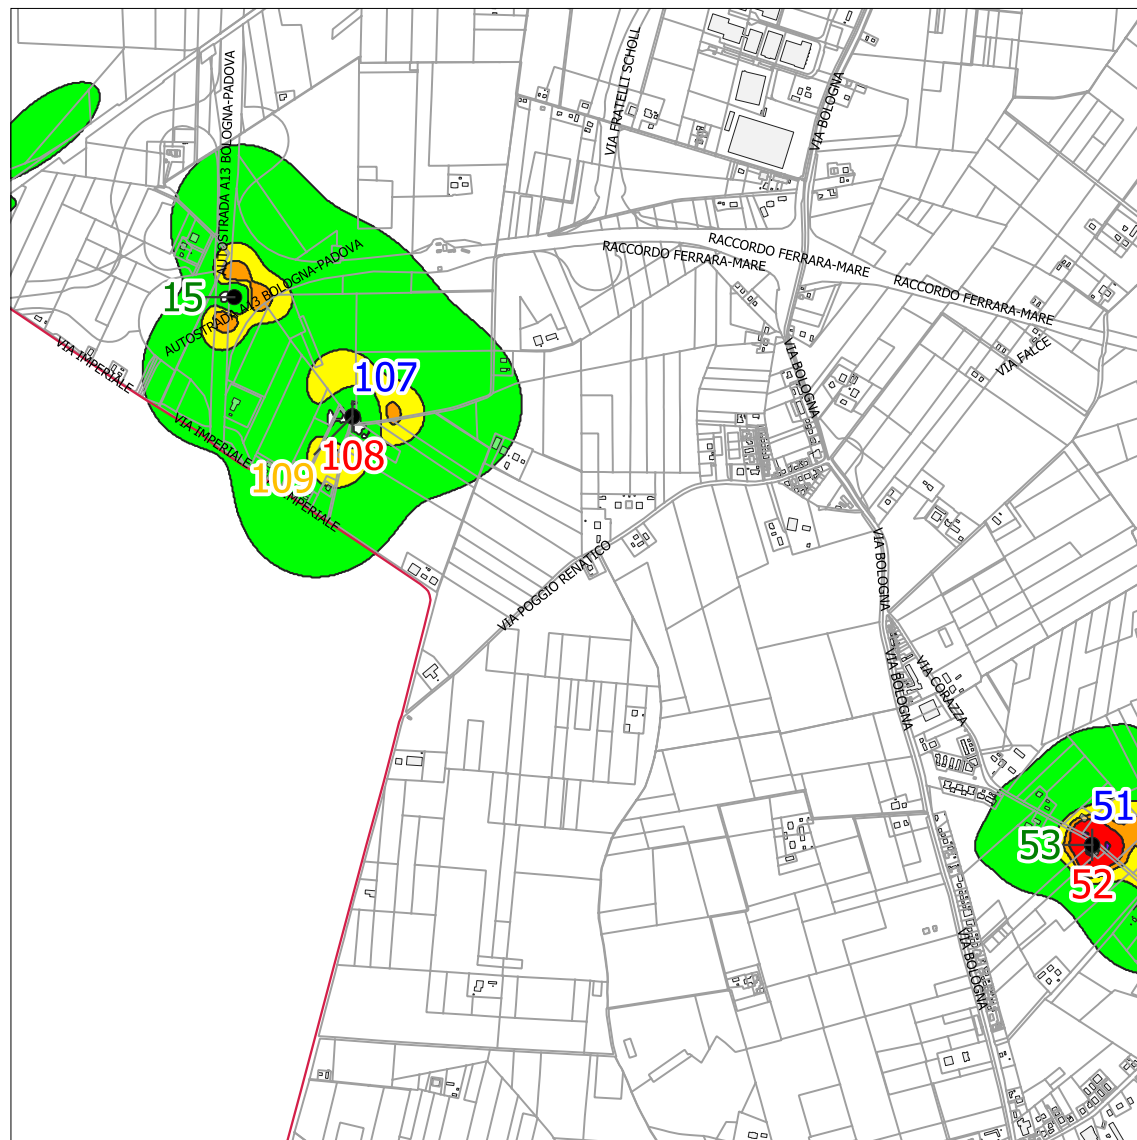 VIA FRATELLI SCHOLL
VIA BOLOGNA
AUTOSTRADA A13 BOLOGNA-PADOVA
AUTOSTRADA A13 BOLOGNA-PADOVA
RACCORDO FERRARA-MARE
RACCORDO FERRARA-MARE
RACCORDO FERRARA-MARE
15
VIA IMPERIALE
VIA FALCE
VIA BOLOGNA
107
VIA IMPERIALE
108
109
IMPERIALE
VIA POGGIO RENATICO
VIA BOLOGNA
VIA CORAZZA
VIA BOLOGNA
51
53
52
VIA BOLOGNA